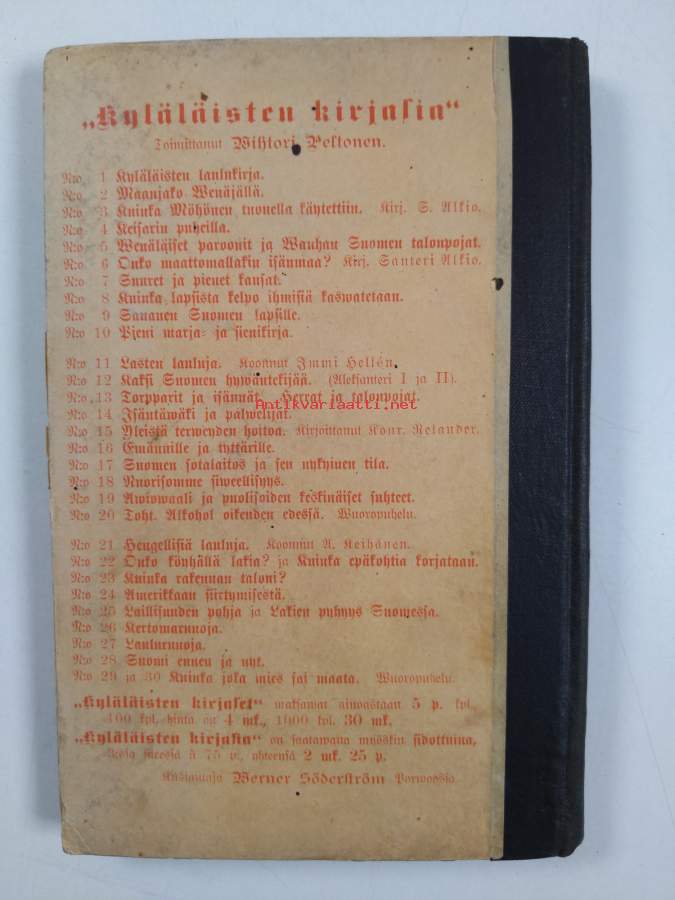 „Kyläläisten kirjasia“
Toimittanut Wihtori Peltonen.
N:o 1 Kyläläisten laulukirja.
N:o 2 Maanjako Wenäjällä.
N:o 3 Kuinka Möhönen tuonella käytettiin. Kirj. S. Alkio.
N:o 4 Keisarin puheilla.
N:o 5 Wenäläiset paroonit ja Wanhan Suomen talonpojat.
N:o 6 Onko maattomallakin isänmaa? Kirj. Santeri Alkio.
N:o 7 Suuret ja pienet kansat.
N:o 8 Kuinka lapsista kelpo ihmisiä kaswatetaan.
N:o 9 Sananen Suomen lapsille.
N:o 10 Pieni marja- ja sienikirja.
N:o 11 Lasten lauluja. Koonnut Immi Hellén.
N:o 12 Kaksi Suomen hywäntekijää. (Aleksanteri I ja II).
N:o 13 Torpparit ja isännät. Herrat ja talonpojat.
Antikvariaatti.net
N:o 14 Isäntäwäki ja palwelijat.
N:o 15 Yleistä terweyden hoitoa. Kirjoittanut Konr. Relander.
N:o 16 Emännille ja tyttärille.
N:o 17 Suomen sotalaitos ja sen nykyinen tila.
N:o 18 Nuorisomme siweellisyys.
N:o 19 Awiowaali ja puolisoiden keskinäiset suhteet.
N:o 20 Toht. Alkohol oikeuden edessä. Wuoropuhelu.
N:o 21 Hengellisiä lauluja. Koonnut A. Keihänen.
N:o 22 Onko köyhällä lakia? ja Kuinka epäkohtia korjataan.
N:o 23 Kuinka rakennan taloni?
N:o 24 Amerikkaan siirtymisestä.
N:o 25 Laillisuuden pohja ja Lakien pyhyys Suomessa.
N:o 26 Kertomarunoja.
N:o 27 Laulurunoja.
N:o 28 Suomi ennen ja nyt.
N:o 29 ja 30 Kuinka joka mies sai maata. Wuoropuhelu.
„Kyläläisten kirjaset“ maksawat ainoastaan 5 p. kpl.,
100 kpl. hinta on 4 mk., 1000 kpl. 30 mk.
„Kyläläisten kirjasia“ on saatawana myöskin sidottuina,
à 75 p., yhteensä 2 mk. 25 p.
Kustantaja Werner Söderström Porwoossa.